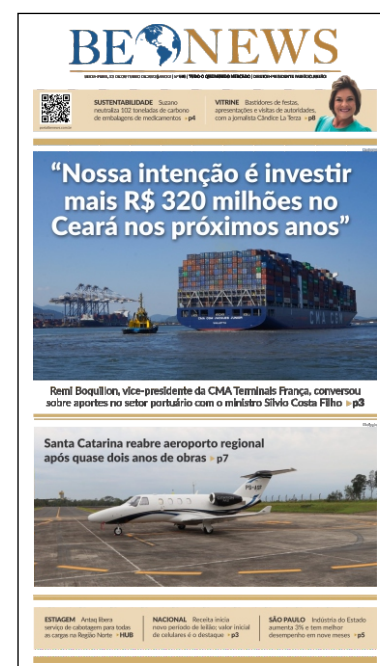 BE NEWS
SUSTENTABILIDADE Suzano
neutraliza 102 toneladas de carbono
de embalagens de medicamentos p4
VITRINE Bastidores de festas,
apresentações e visitas de autoridades,
com a jornalista Cândice La Terza p8
“Nossa intenção é investir
mais R$ 320 milhões no
Ceará nos próximos anos”
CMA CGM
Remi Boquillon, vice-presidente da CMA Terminais França, conversou
sobre aportes no setor portuário com o ministro Silvio Costa Filho p3
Santa Catarina reabre aeroporto regional
após quase dois anos de obras p7
ESTIAGEM Antaq libera
serviço de cabotagem para todas
as cargas na Região Norte HUB
NACIONAL Receita inicia
novo período de leilão; valor inicial
de celulares é o destaque p3
SÃO PAULO Indústria do Estado
aumenta 3% e tem melhor
desempenho em nove meses p5